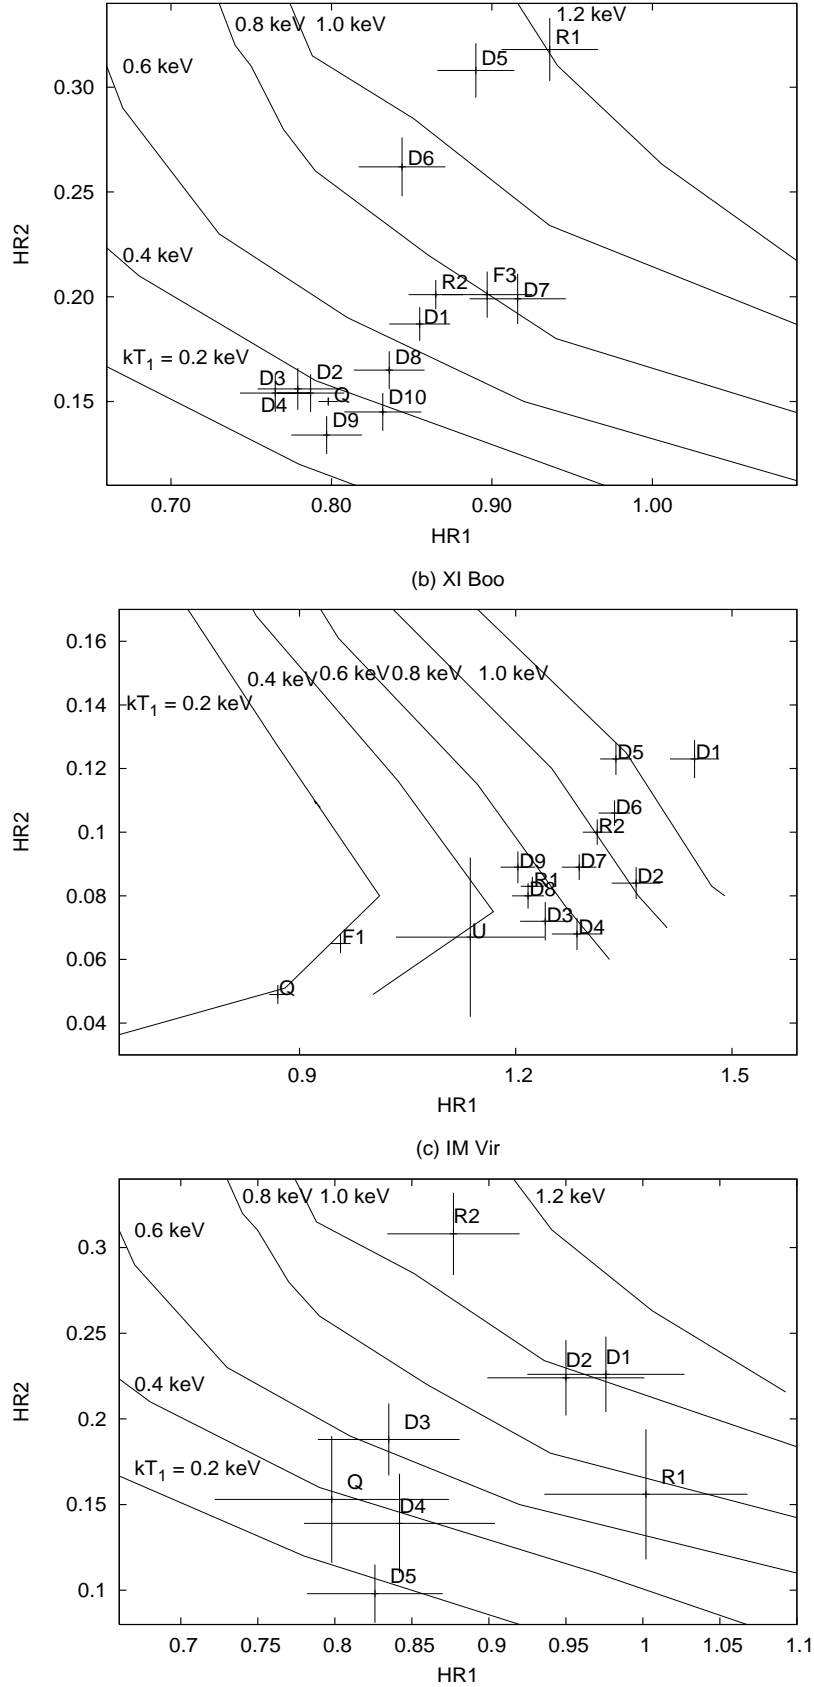 0.8 keV 1.0 keV 1.2 keV
R1
D5
0.6 keV
0.30
D6
0.25
HR2
0.4 keV
R2 F3 D7
0.20
D1
kT1 = 0.2 keV
D8
D3 D2
Q
D4 D10
0.15
D9
0.70 0.80 0.90 1.00
HR1
(b) XI Boo
0.16
0.4 keV 0.6 keV 0.8 keV 1.0 keV
kT1 = 0.2 keV
0.14
D5 D1
0.12
D6
R2
0.1
HR2
D9 D7
R1 D2
D8
0.08
D3 D4
U
F1
0.06
Q
0.04
0.9 1.2 1.5
HR1
(c) IM Vir
0.8 keV 1.0 keV 1.2 keV
R2
0.6 keV
0.3
0.25
D2 D1
HR2
0.4 keV
D3
0.2
kT1 = 0.2 keV
Q R1
D4
0.15
D5
0.1
0.7 0.8 0.85 0.9 0.95 1 1.05 1.1
HR1